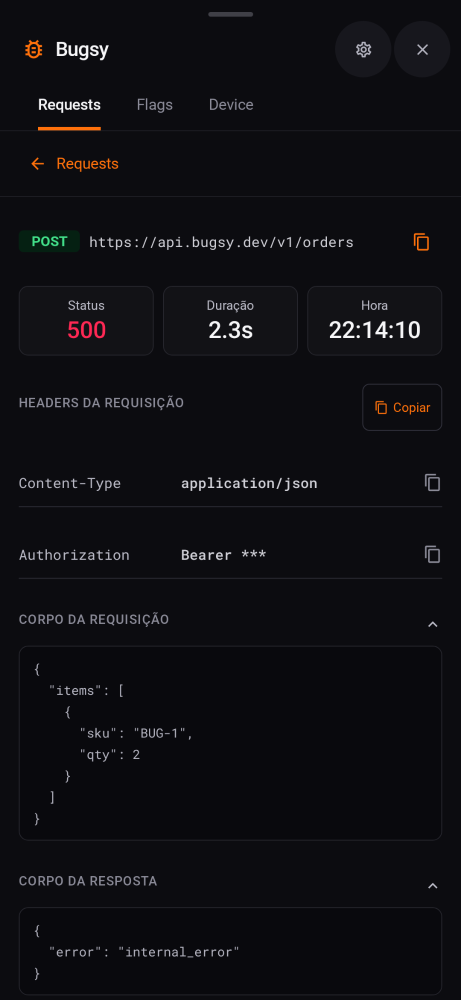 Bugsy
Requests Flags Device
Requests
POST https://api.bugsy.dev/v1/orders
Status Duração Hora
500 2.3s 22:14:10
HEADERS DA REQUISIÇÃO Copiar
Content-Type application/json
Authorization Bearer ***
CORPO DA REQUISIÇÃO
{
  "items": [
    {
      "sku": "BUG-1",
      "qty": 2
    }
  ]
}
CORPO DA RESPOSTA
{
  "error": "internal_error"
}